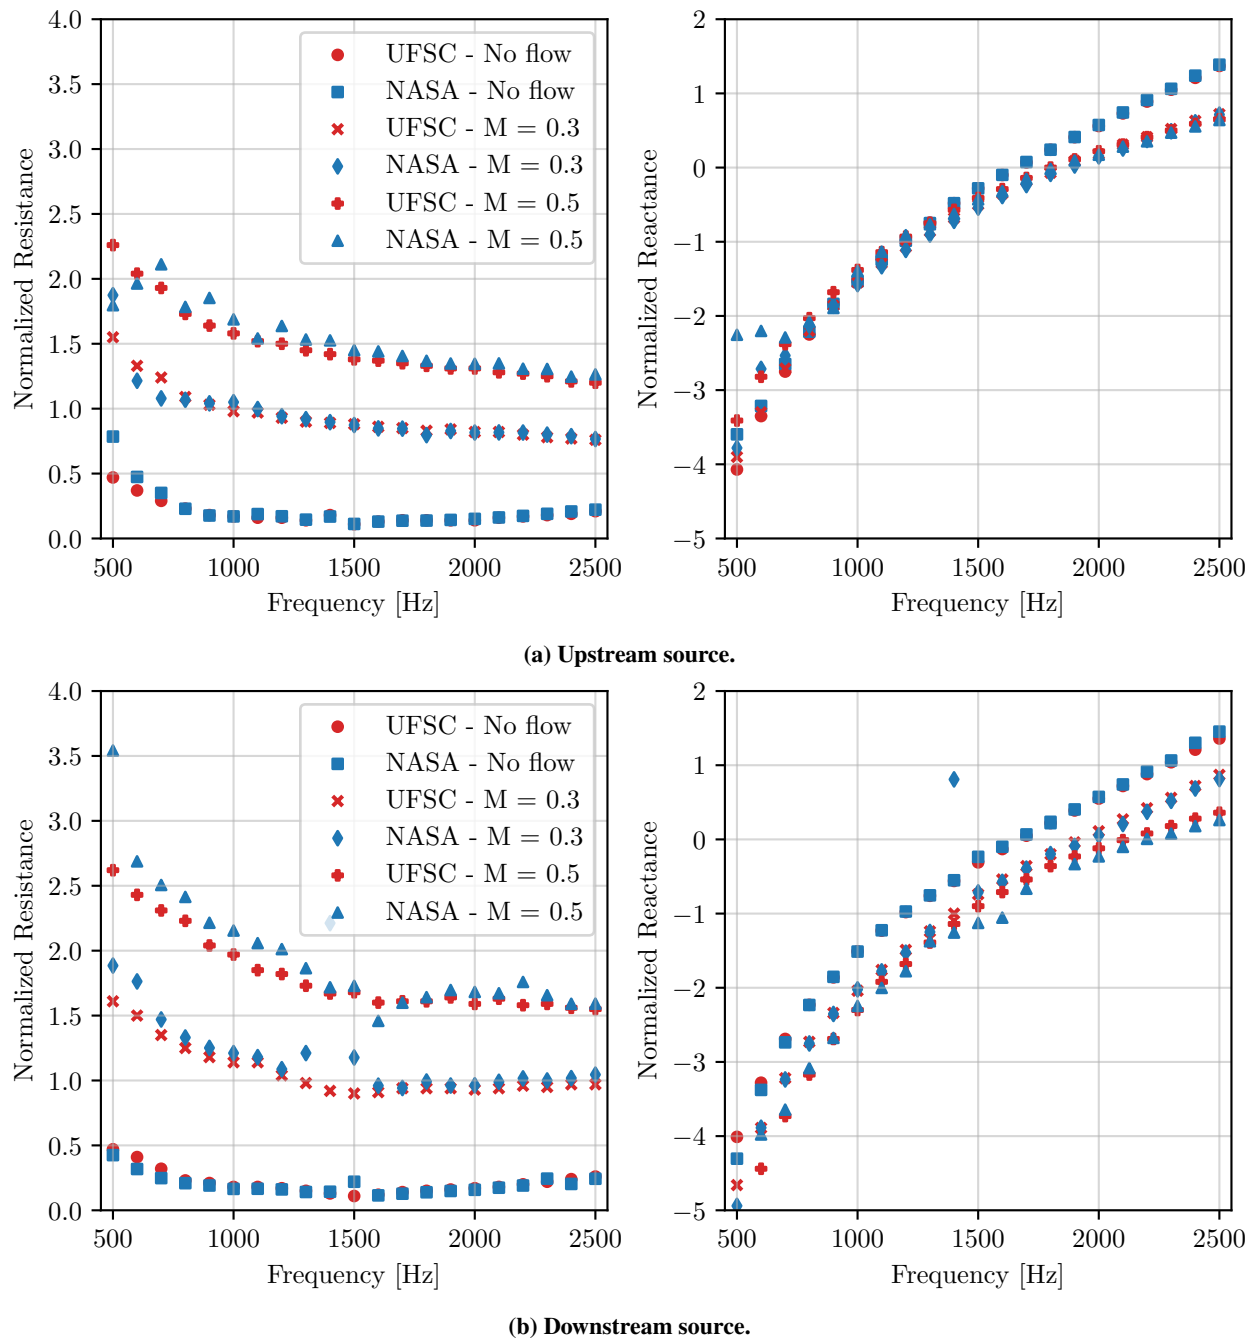 4.0
3.5
3.0
2.5
2.0
1.5
1.0
0.5
0.0
Normalized Resistance
UFSC - No flow
NASA - No flow
UFSC - M = 0.3
NASA - M = 0.3
UFSC - M = 0.5
NASA - M = 0.5
500 1000 1500 2000 2500
Frequency [Hz]
2
1
0
−1
−2
−3
−4
−5
Normalized Reactance
500 1000 1500 2000 2500
Frequency [Hz]
(a) Upstream source.
4.0
3.5
3.0
2.5
2.0
1.5
1.0
0.5
0.0
Normalized Resistance
UFSC - No flow
NASA - No flow
UFSC - M = 0.3
NASA - M = 0.3
UFSC - M = 0.5
NASA - M = 0.5
500 1000 1500 2000 2500
Frequency [Hz]
2
1
0
−1
−2
−3
−4
−5
Normalized Reactance
500 1000 1500 2000 2500
Frequency [Hz]
(b) Downstream source.